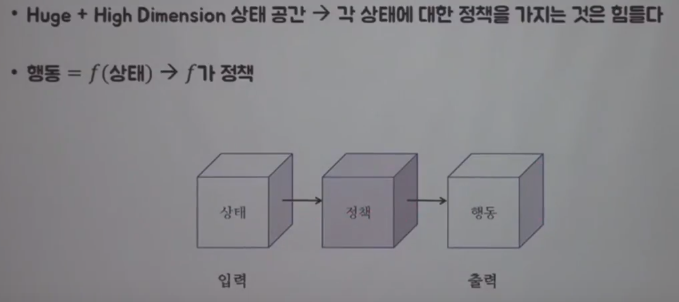 • Huge + High Dimension 상태 공간 → 각 상태에 대한 정책을 가지는 것은 힘들다
• 행동 = f(상태) → f가 정책
상태 정책 행동
입력 출력